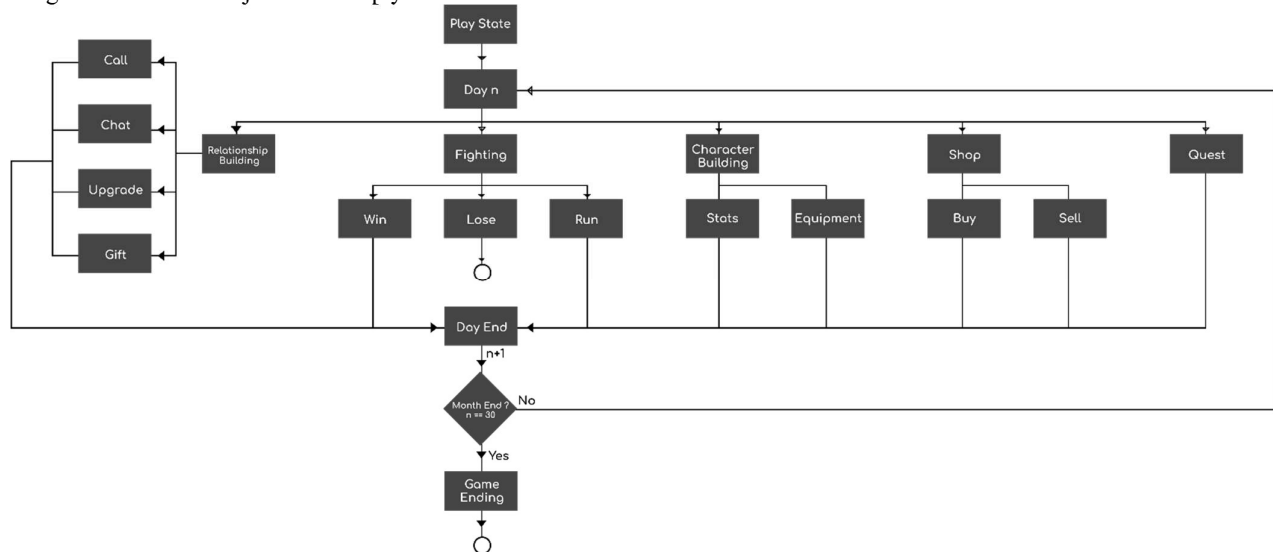 Play State
Call
Day n
Chat
Relationship
Building
Fighting
Character
Building
Shop
Quest
Upgrade
Win
Lose
Run
Stats
Equipment
Buy
Sell
Gift
Day End
n+1
Month End ?
n == 30
No
Yes
Game
Ending